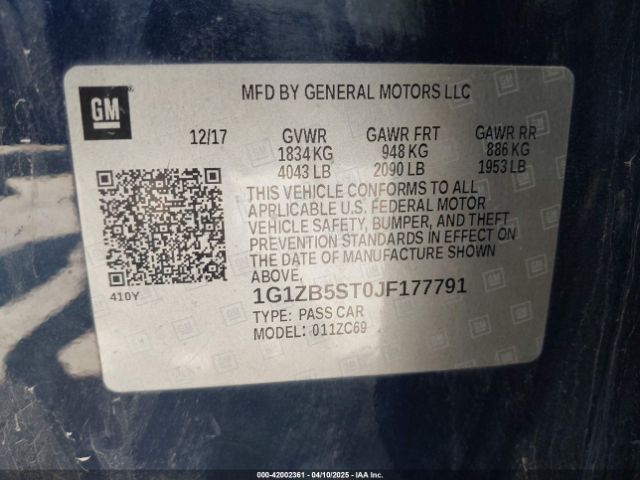 GM
MFD BY GENERAL MOTORS LLC
12/17 GVWR GAWR FRT GAWR RR
1834 KG 948 KG 886 KG
4043 LB 2090 LB 1953 LB
THIS VEHICLE CONFORMS TO ALL
APPLICABLE U.S. FEDERAL MOTOR
VEHICLE SAFETY, BUMPER, AND THEFT
PREVENTION STANDARDS IN EFFECT ON
THE DATE OF MANUFACTURE SHOWN ABOVE.
410Y
1G1ZB5ST0JF177791
TYPE: PASS CAR
MODEL: 011ZC69
000-42002361 | 04/10/2025 | IAA Inc.